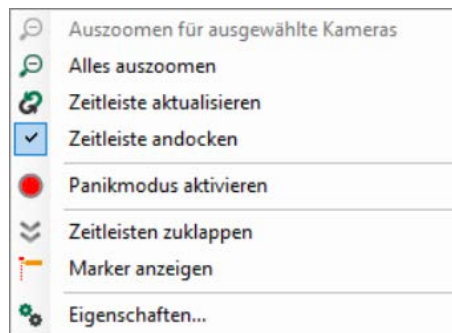 Auszoomen für ausgewählte Kameras
Alles auszoomen
Zeitleiste aktualisieren
Zeitleiste andocken
Panikmodus aktivieren
Zeitleisten zuklappen
Marker anzeigen
Eigenschaften...